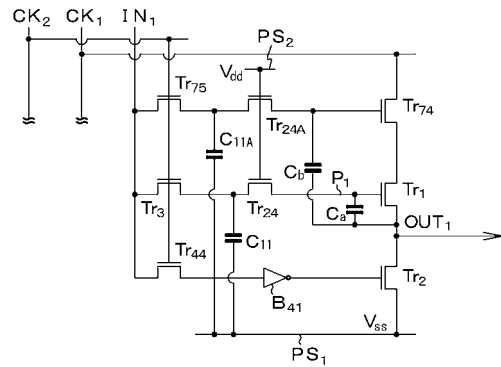 CK₂ CK₁ IN₁
PS₂
Vdd
Tr₇₅
Tr₂₄A
Tr₇₄
C₁₁A
Cb
P₁
Tr₁
Tr₃
Tr₂₄
Ca
OUT₁
C₁₁
Tr₄₄
Tr₂
B₄₁
Vss
PS₁